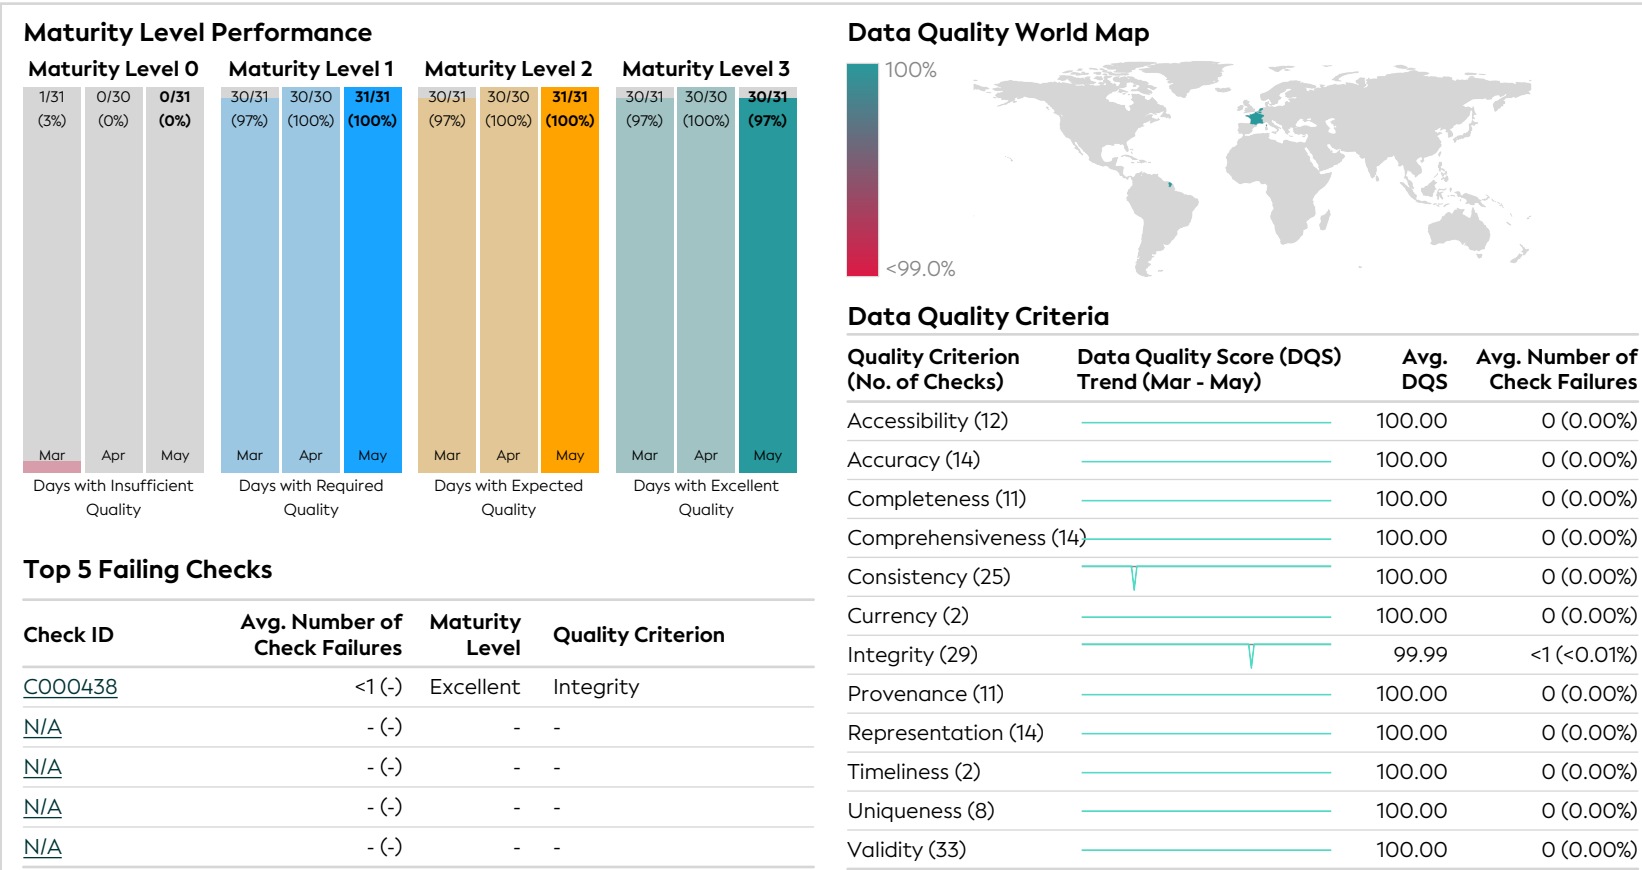 Maturity Level Performance
Maturity Level 0 Maturity Level 1 Maturity Level 2 Maturity Level 3
1/31 0/30 0/31 30/31 30/30 31/31 30/31 30/30 31/31 30/31 30/30 30/31
(3%) (0%) (0%) (97%) (100%) (100%) (97%) (100%) (100%) (97%) (100%) (97%)
Mar Apr May Mar Apr May Mar Apr May Mar Apr May
Days with Insufficient Quality
Days with Required Quality
Days with Expected Quality
Days with Excellent Quality
Top 5 Failing Checks
Check ID Avg. Number of Check Failures Maturity Level Quality Criterion
C000438 <1 (-) Excellent Integrity
N/A - (-) - -
N/A - (-) - -
N/A - (-) - -
N/A - (-) - -
Data Quality World Map
100%
<99.0%
Data Quality Criteria
Quality Criterion (No. of Checks) Data Quality Score (DQS) Trend (Mar - May) Avg. DQS Avg. Number of Check Failures
Accessibility (12) 100.00 0 (0.00%)
Accuracy (14) 100.00 0 (0.00%)
Completeness (11) 100.00 0 (0.00%)
Comprehensiveness (14) 100.00 0 (0.00%)
Consistency (25) 100.00 0 (0.00%)
Currency (2) 100.00 0 (0.00%)
Integrity (29) 99.99 <1 (<0.01%)
Provenance (11) 100.00 0 (0.00%)
Representation (14) 100.00 0 (0.00%)
Timeliness (2) 100.00 0 (0.00%)
Uniqueness (8) 100.00 0 (0.00%)
Validity (33) 100.00 0 (0.00%)